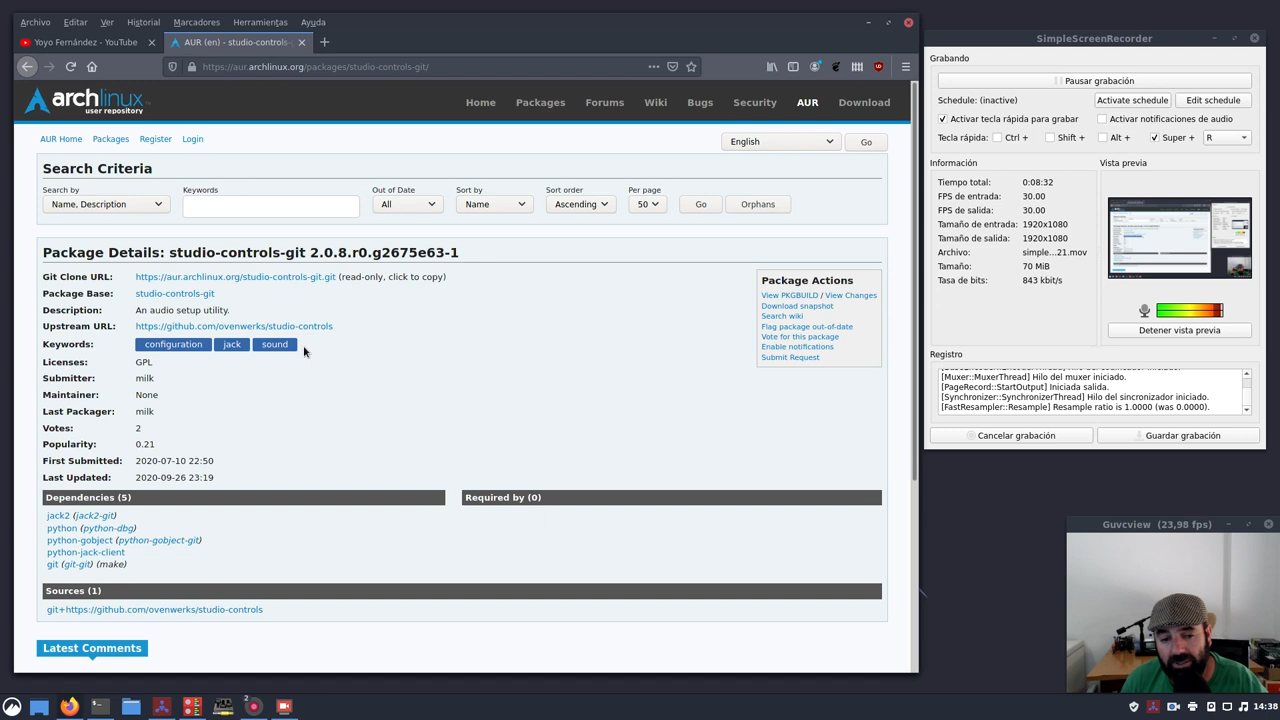 Archivo Editar Ver Historial Marcadores Herramientas Ayuda
Yoyo Fernández - YouTube
AUR (en) - studio-controls-
https://aur.archlinux.org/packages/studio-controls-git/
archlinux
user repository
Home Packages Forums Wiki Bugs Security AUR Download
AUR Home Packages Register Login
English Go
Search Criteria
Search by Keywords Out of Date Sort by Sort order Per page
Name, Description All Name Ascending 50 Go Orphans
Package Details: studio-controls-git 2.0.8.r0.g2675e63-1
Git Clone URL: https://aur.archlinux.org/studio-controls-git.git (read-only, click to copy)
Package Base: studio-controls-git
Description: An audio setup utility.
Upstream URL: https://github.com/ovenwerks/studio-controls
Keywords: configuration jack sound
Licenses: GPL
Submitter: milk
Maintainer: None
Last Packager: milk
Votes: 2
Popularity: 0.21
First Submitted: 2020-07-10 22:50
Last Updated: 2020-09-26 23:19
Package Actions
View PKGBUILD / View Changes
Download snapshot
Search wiki
Flag package out-of-date
Vote for this package
Enable notifications
Submit Request
Dependencies (5)
jack2 (jack2-git)
python (python-dbg)
python-gobject (python-gobject-git)
python-jack-client
git (git-git) (make)
Required by (0)
Sources (1)
git+https://github.com/ovenwerks/studio-controls
Latest Comments
SimpleScreenRecorder
Grabando
Pausar grabación
Schedule: (inactive) Activate schedule Edit schedule
Activar tecla rápida para grabar Activar notificaciones de audio
Tecla rápida: Ctrl + Shift + Alt + Super + R
Información
Tiempo total: 0:08:32
FPS de entrada: 30.00
FPS de salida: 30.00
Tamaño de entrada: 1920x1080
Tamaño de salida: 1920x1080
Archivo: simple...21.mov
Tamaño: 70 MiB
Tasa de bits: 843 kbit/s
Vista previa
Detener vista previa
Registro
[Muxer::MuxerThread] Hilo del muxer iniciado.
[PageRecord::StartOutput] Iniciada salida.
[Synchronizer::SynchronizerThread] Hilo del sincronizador iniciado.
[FastResampler::Resample] Resample ratio is 1.0000 (was 0.0000).
Cancelar grabación Guardar grabación
Guvcview (23,98 fps)
2
14:38